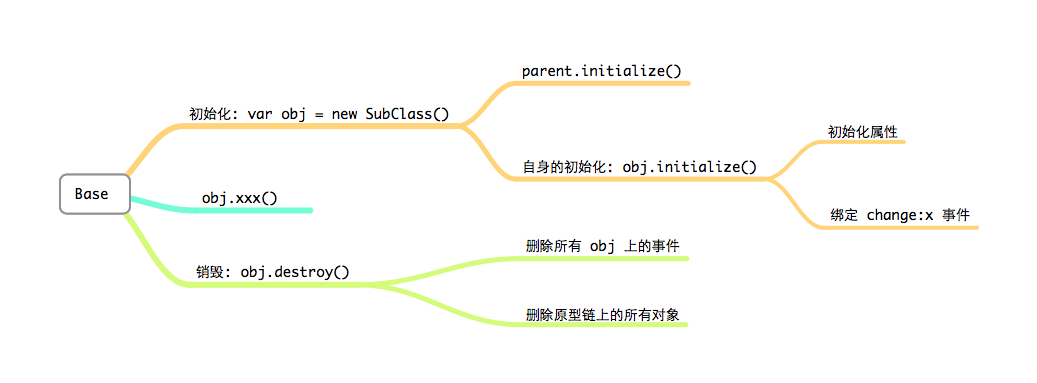 Base
初始化: var obj = new SubClass()
parent.initialize()
自身的初始化: obj.initialize()
初始化属性
绑定 change:x 事件
obj.xxx()
销毁: obj.destroy()
删除所有 obj 上的事件
删除原型链上的所有对象